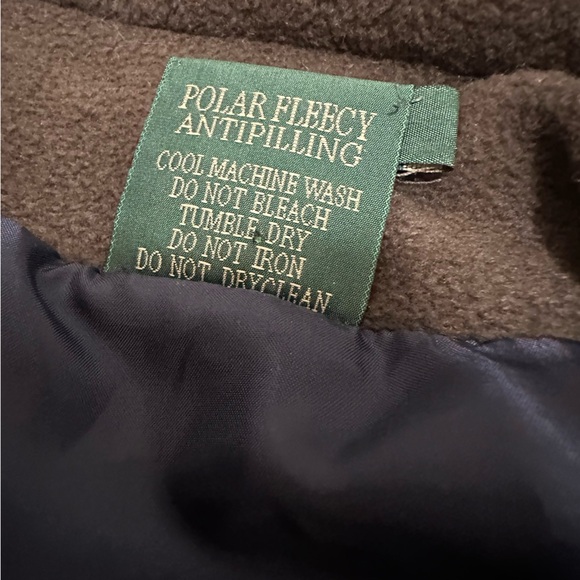 POLAR FLEECY
ANTIPILLING
COOL MACHINE WASH
DO NOT BLEACH
TUMBLE DRY
DO NOT IRON
DO NOT DRYCLEAN